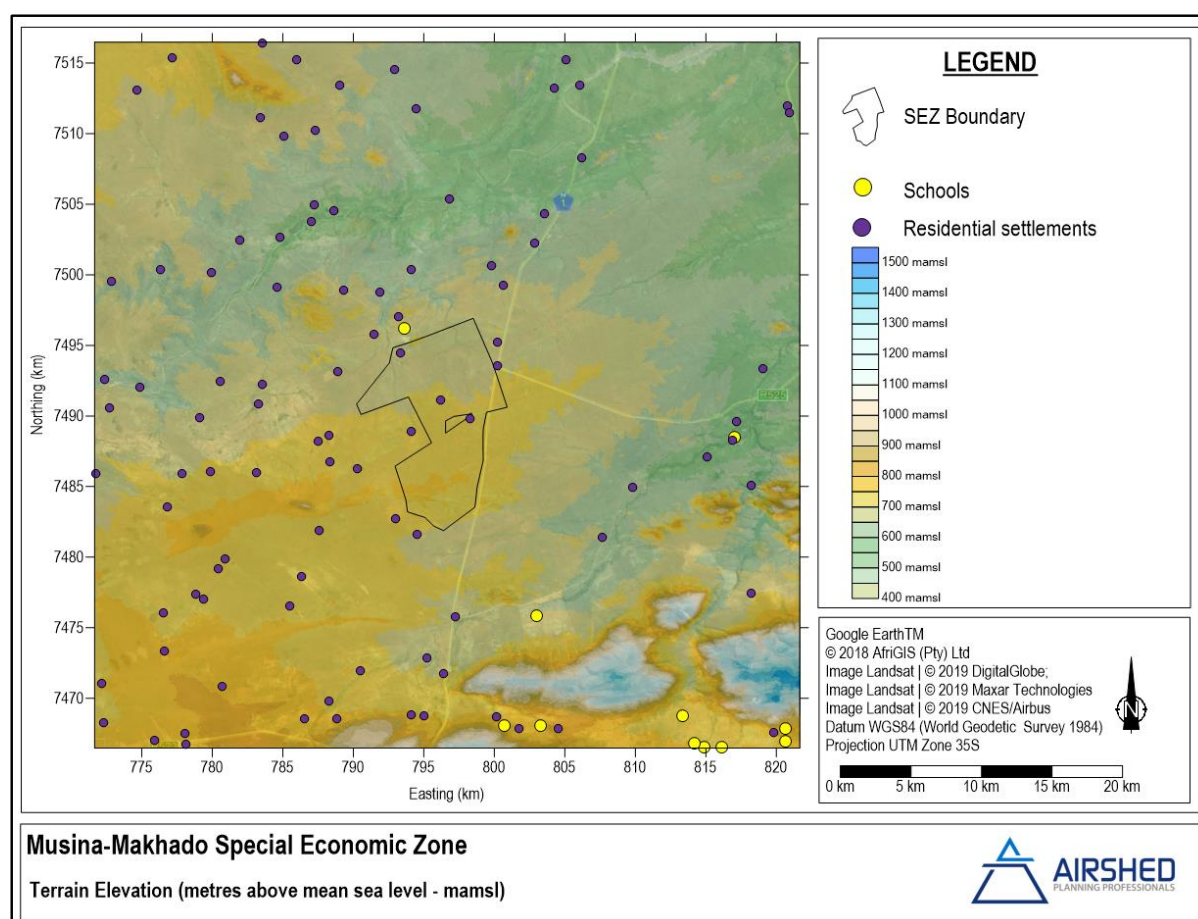 7515
7510
7505
7500
7495
7490
7485
7480
7475
7470
Northing (km)
1
R525
775
780
785
790
795
800
805
810
815
820
Easting (km)
LEGEND
SEZ Boundary
Schools
Residential settlements
1500 mamsl
1400 mamsl
1300 mamsl
1200 mamsl
1100 mamsl
1000 mamsl
900 mamsl
800 mamsl
700 mamsl
600 mamsl
500 mamsl
400 mamsl
Google EarthTM
© 2018 AfriGIS (Pty) Ltd
Image Landsat | © 2019 DigitalGlobe;
Image Landsat | © 2019 Maxar Technologies
Image Landsat | © 2019 CNES/Airbus
Datum WGS84 (World Geodetic Survey 1984)
Projection UTM Zone 35S
N
0 km 5 km 10 km 15 km 20 km
Musina-Makhado Special Economic Zone
Terrain Elevation (metres above mean sea level - mamsl)
AIRSHED
PLANNING PROFESSIONALS